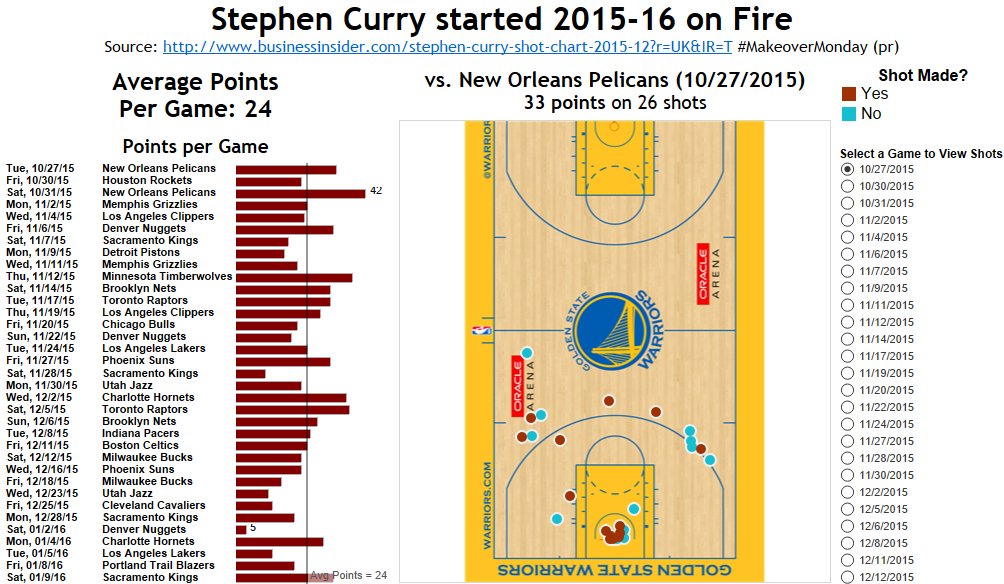 Stephen Curry started 2015-16 on Fire
Source: http://www.businessinsider.com/stephen-curry-shot-chart-2015-12?r=UK&IR=T #MakeoverMonday (pr)
Average Points
Per Game: 24
Points per Game
Tue, 10/27/15 New Orleans Pelicans
Fri, 10/30/15 Houston Rockets
Sat, 10/31/15 New Orleans Pelicans 42
Mon, 11/2/15 Memphis Grizzlies
Wed, 11/4/15 Los Angeles Clippers
Fri, 11/6/15 Denver Nuggets
Sat, 11/7/15 Sacramento Kings
Mon, 11/9/15 Detroit Pistons
Wed, 11/11/15 Memphis Grizzlies
Thu, 11/12/15 Minnesota Timberwolves
Sat, 11/14/15 Brooklyn Nets
Tue, 11/17/15 Toronto Raptors
Thu, 11/19/15 Los Angeles Clippers
Fri, 11/20/15 Chicago Bulls
Sun, 11/22/15 Denver Nuggets
Tue, 11/24/15 Los Angeles Lakers
Fri, 11/27/15 Phoenix Suns
Sat, 11/28/15 Sacramento Kings
Mon, 11/30/15 Utah Jazz
Wed, 12/2/15 Charlotte Hornets
Sat, 12/5/15 Toronto Raptors
Sun, 12/6/15 Brooklyn Nets
Tue, 12/8/15 Indiana Pacers
Fri, 12/11/15 Boston Celtics
Sat, 12/12/15 Milwaukee Bucks
Wed, 12/16/15 Phoenix Suns
Fri, 12/18/15 Milwaukee Bucks
Wed, 12/23/15 Utah Jazz
Fri, 12/25/15 Cleveland Cavaliers
Mon, 12/28/15 Sacramento Kings
Sat, 01/2/16 Denver Nuggets 5
Mon, 01/4/16 Charlotte Hornets
Tue, 01/5/16 Los Angeles Lakers
Fri, 01/8/16 Portland Trail Blazers
Sat, 01/9/16 Sacramento Kings
Avg Points = 24
vs. New Orleans Pelicans (10/27/2015)
33 points on 26 shots
@WARRIORS
ORACLE
ARENA
GOLDEN STATE
WARRIORS
ORACLE
ARENA
WARRIORS.COM
GOLDEN STATE WARRIORS
Shot Made?
Yes
No
Select a Game to View Shots
10/27/2015
10/30/2015
10/31/2015
11/2/2015
11/4/2015
11/6/2015
11/7/2015
11/9/2015
11/11/2015
11/12/2015
11/14/2015
11/17/2015
11/19/2015
11/20/2015
11/22/2015
11/24/2015
11/27/2015
11/28/2015
11/30/2015
12/2/2015
12/5/2015
12/6/2015
12/8/2015
12/11/2015
12/12/2015